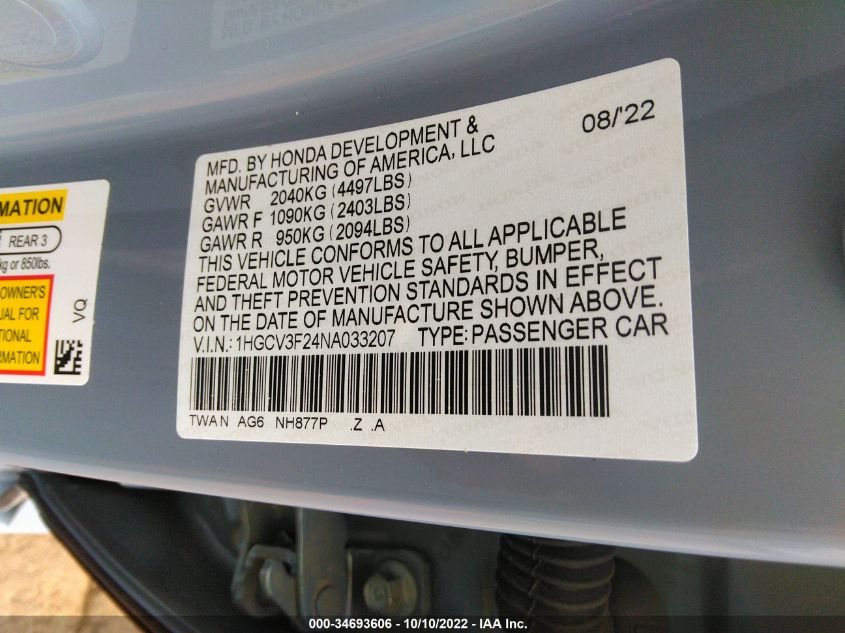 MATION
REAR 3
kg or 850lbs.
OWNER'S
UAL FOR
TIONAL
TION
VQ
08/'22
MFD. BY HONDA DEVELOPMENT &
MANUFACTURING OF AMERICA, LLC
GVWR 2040KG (4497LBS)
GAWR F 1090KG (2403LBS)
GAWR R 950KG (2094LBS)
THIS VEHICLE CONFORMS TO ALL APPLICABLE
FEDERAL MOTOR VEHICLE SAFETY, BUMPER,
AND THEFT PREVENTION STANDARDS IN EFFECT
ON THE DATE OF MANUFACTURE SHOWN ABOVE.
V.I.N.: 1HGCV3F24NA033207 TYPE: PASSENGER CAR
TWA N AG6 NH877P .Z .A
000-34693606 - 10/10/2022 - IAA Inc.